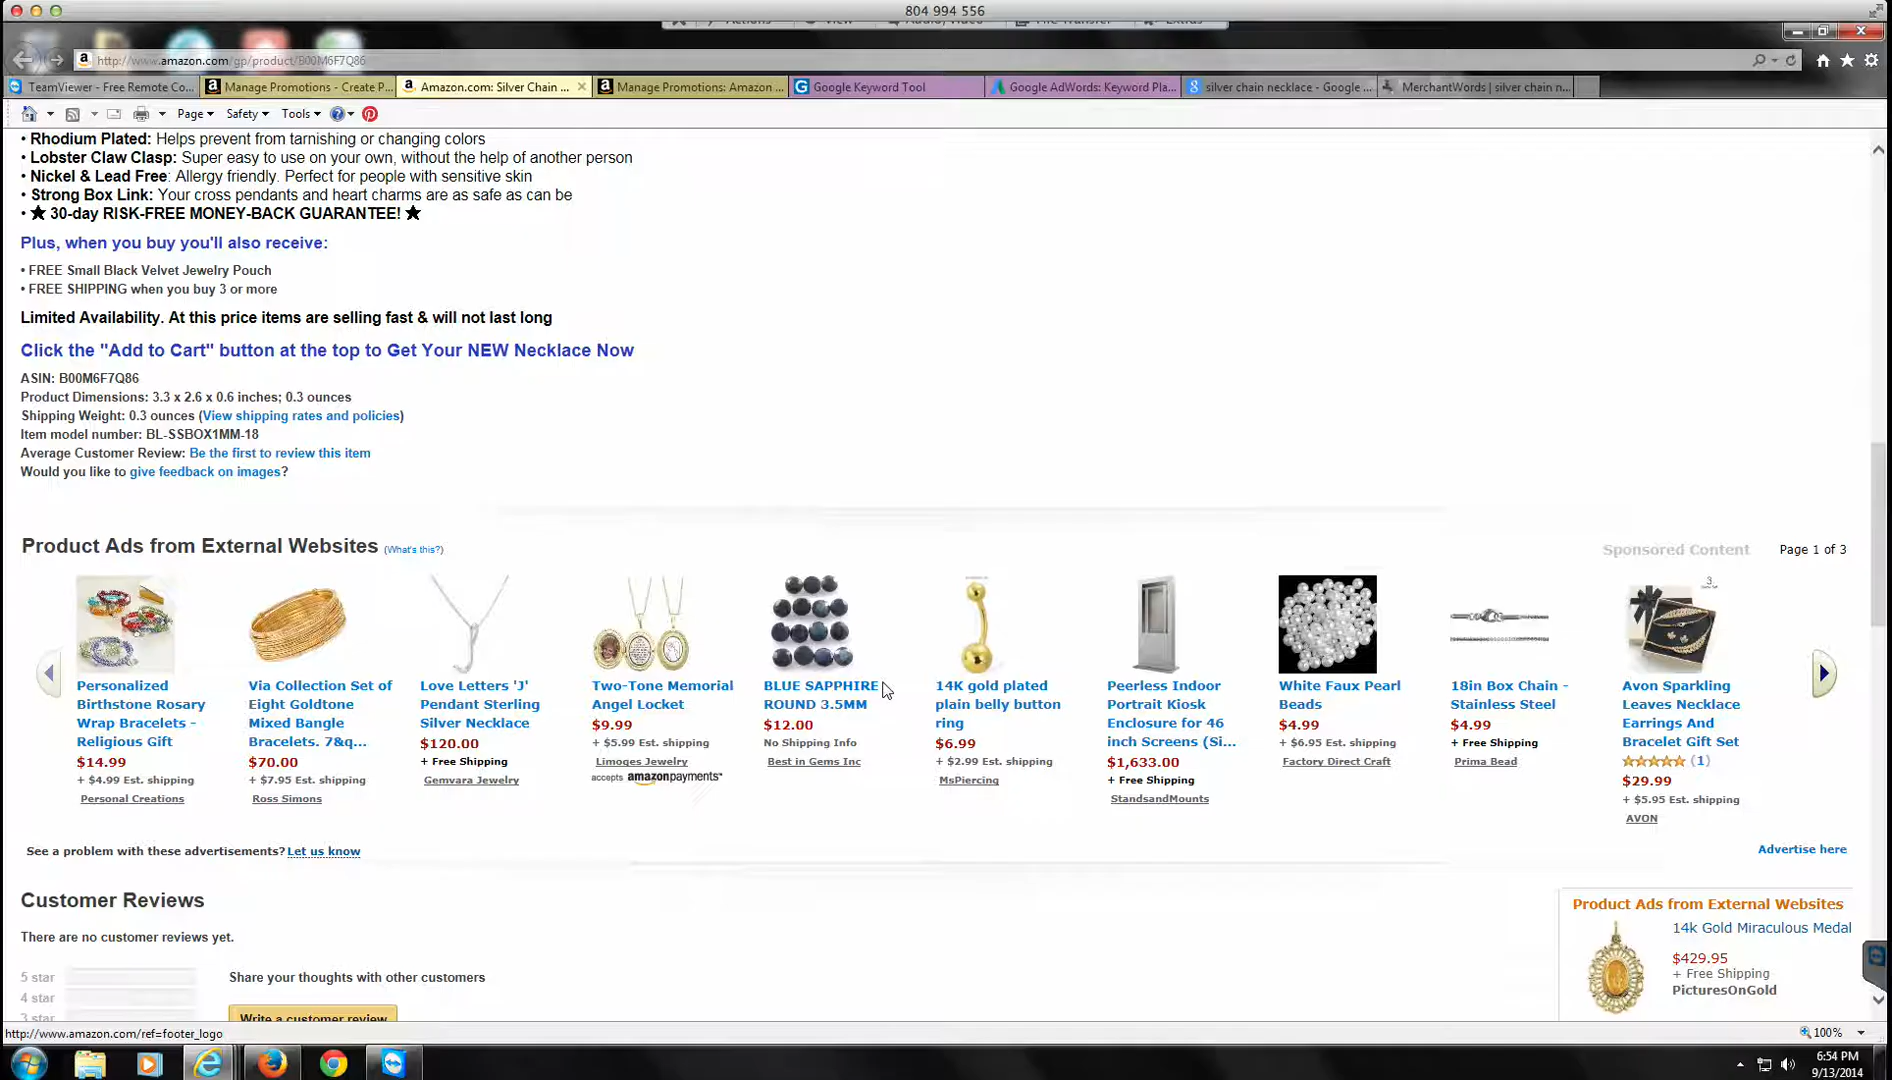 804 994 556
Actions
View
Audio/Video
File Transfer
Extras
http://www.amazon.com/gp/product/B00M6F7Q86
TeamViewer - Free Remote Co...
Manage Promotions - Create P...
Amazon.com: Silver Chain ...
Manage Promotions: Amazon ...
Google Keyword Tool
Google AdWords: Keyword Pla...
silver chain necklace - Google ...
MerchantWords | silver chain n...
Page
Safety
Tools
• Rhodium Plated: Helps prevent from tarnishing or changing colors
• Lobster Claw Clasp: Super easy to use on your own, without the help of another person
• Nickel & Lead Free: Allergy friendly. Perfect for people with sensitive skin
• Strong Box Link: Your cross pendants and heart charms are as safe as can be
• ★ 30-day RISK-FREE MONEY-BACK GUARANTEE! ★
Plus, when you buy you'll also receive:
• FREE Small Black Velvet Jewelry Pouch
• FREE SHIPPING when you buy 3 or more
Limited Availability. At this price items are selling fast & will not last long
Click the "Add to Cart" button at the top to Get Your NEW Necklace Now
ASIN: B00M6F7Q86
Product Dimensions: 3.3 x 2.6 x 0.6 inches; 0.3 ounces
Shipping Weight: 0.3 ounces (View shipping rates and policies)
Item model number: BL-SSBOX1MM-18
Average Customer Review: Be the first to review this item
Would you like to give feedback on images?
Product Ads from External Websites (What's this?)
Sponsored Content
Page 1 of 3
Personalized
Birthstone Rosary
Wrap Bracelets -
Religious Gift
$14.99
+ $4.99 Est. shipping
Personal Creations
Via Collection Set of
Eight Goldtone
Mixed Bangle
Bracelets. 7&q...
$70.00
+ $7.95 Est. shipping
Ross Simons
Love Letters 'J'
Pendant Sterling
Silver Necklace
$120.00
+ Free Shipping
Gemvara Jewelry
Two-Tone Memorial
Angel Locket
$9.99
+ $5.99 Est. shipping
Limoges Jewelry
accepts amazonpayments™
BLUE SAPPHIRE
ROUND 3.5MM
$12.00
No Shipping Info
Best in Gems Inc
14K gold plated
plain belly button
ring
$6.99
+ $2.99 Est. shipping
MsPiercing
Peerless Indoor
Portrait Kiosk
Enclosure for 46
inch Screens (Si...
$1,633.00
+ Free Shipping
StandsandMounts
White Faux Pearl
Beads
$4.99
+ $6.95 Est. shipping
Factory Direct Craft
18in Box Chain -
Stainless Steel
$4.99
+ Free Shipping
Prima Bead
3
Avon Sparkling
Leaves Necklace
Earrings And
Bracelet Gift Set
(1)
$29.99
+ $5.95 Est. shipping
AVON
See a problem with these advertisements? Let us know
Advertise here
Customer Reviews
There are no customer reviews yet.
5 star
4 star
3 star
Share your thoughts with other customers
Write a customer review
Product Ads from External Websites
14k Gold Miraculous Medal
$429.95
+ Free Shipping
PicturesOnGold
http://www.amazon.com/ref=footer_logo
100%
6:54 PM
9/13/2014